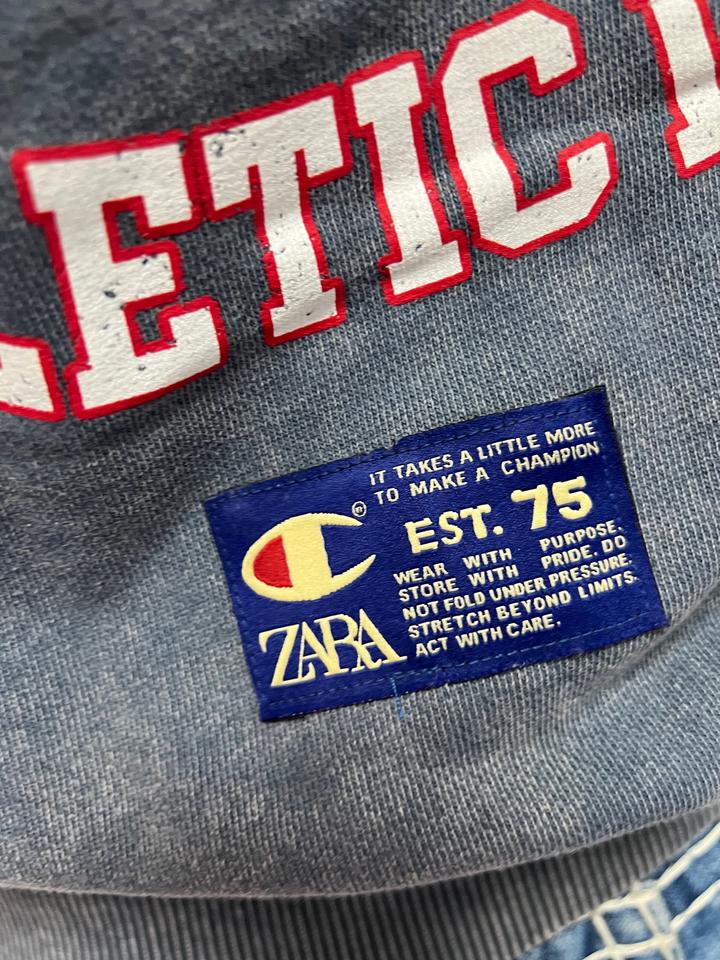 ETIC
IT TAKES A LITTLE MORE
TO MAKE A CHAMPION
®
EST. 75
WEAR WITH PURPOSE.
STORE WITH PRIDE. DO
NOT FOLD UNDER PRESSURE.
STRETCH BEYOND LIMITS.
ACT WITH CARE.
ZARA